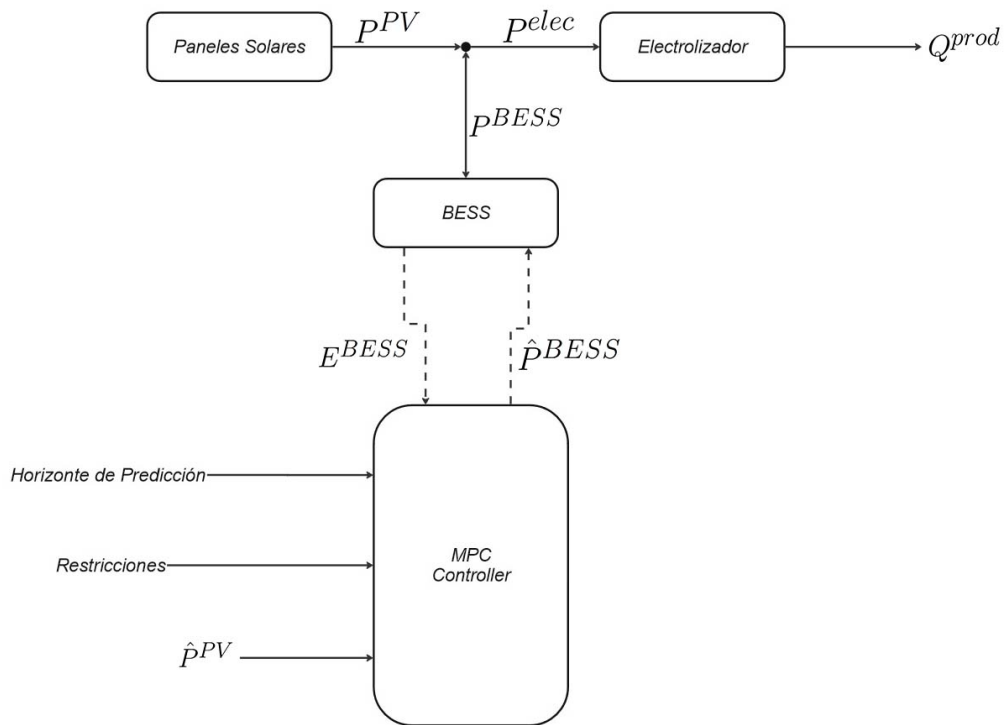 Paneles Solares
P^{PV}
P^{elec}
Electrolizador
Q^{prod}
P^{BESS}
BESS
E^{BESS}
\hat{P}^{BESS}
Horizonte de Predicción
Restricciones
MPC
Controller
\hat{P}^{PV}